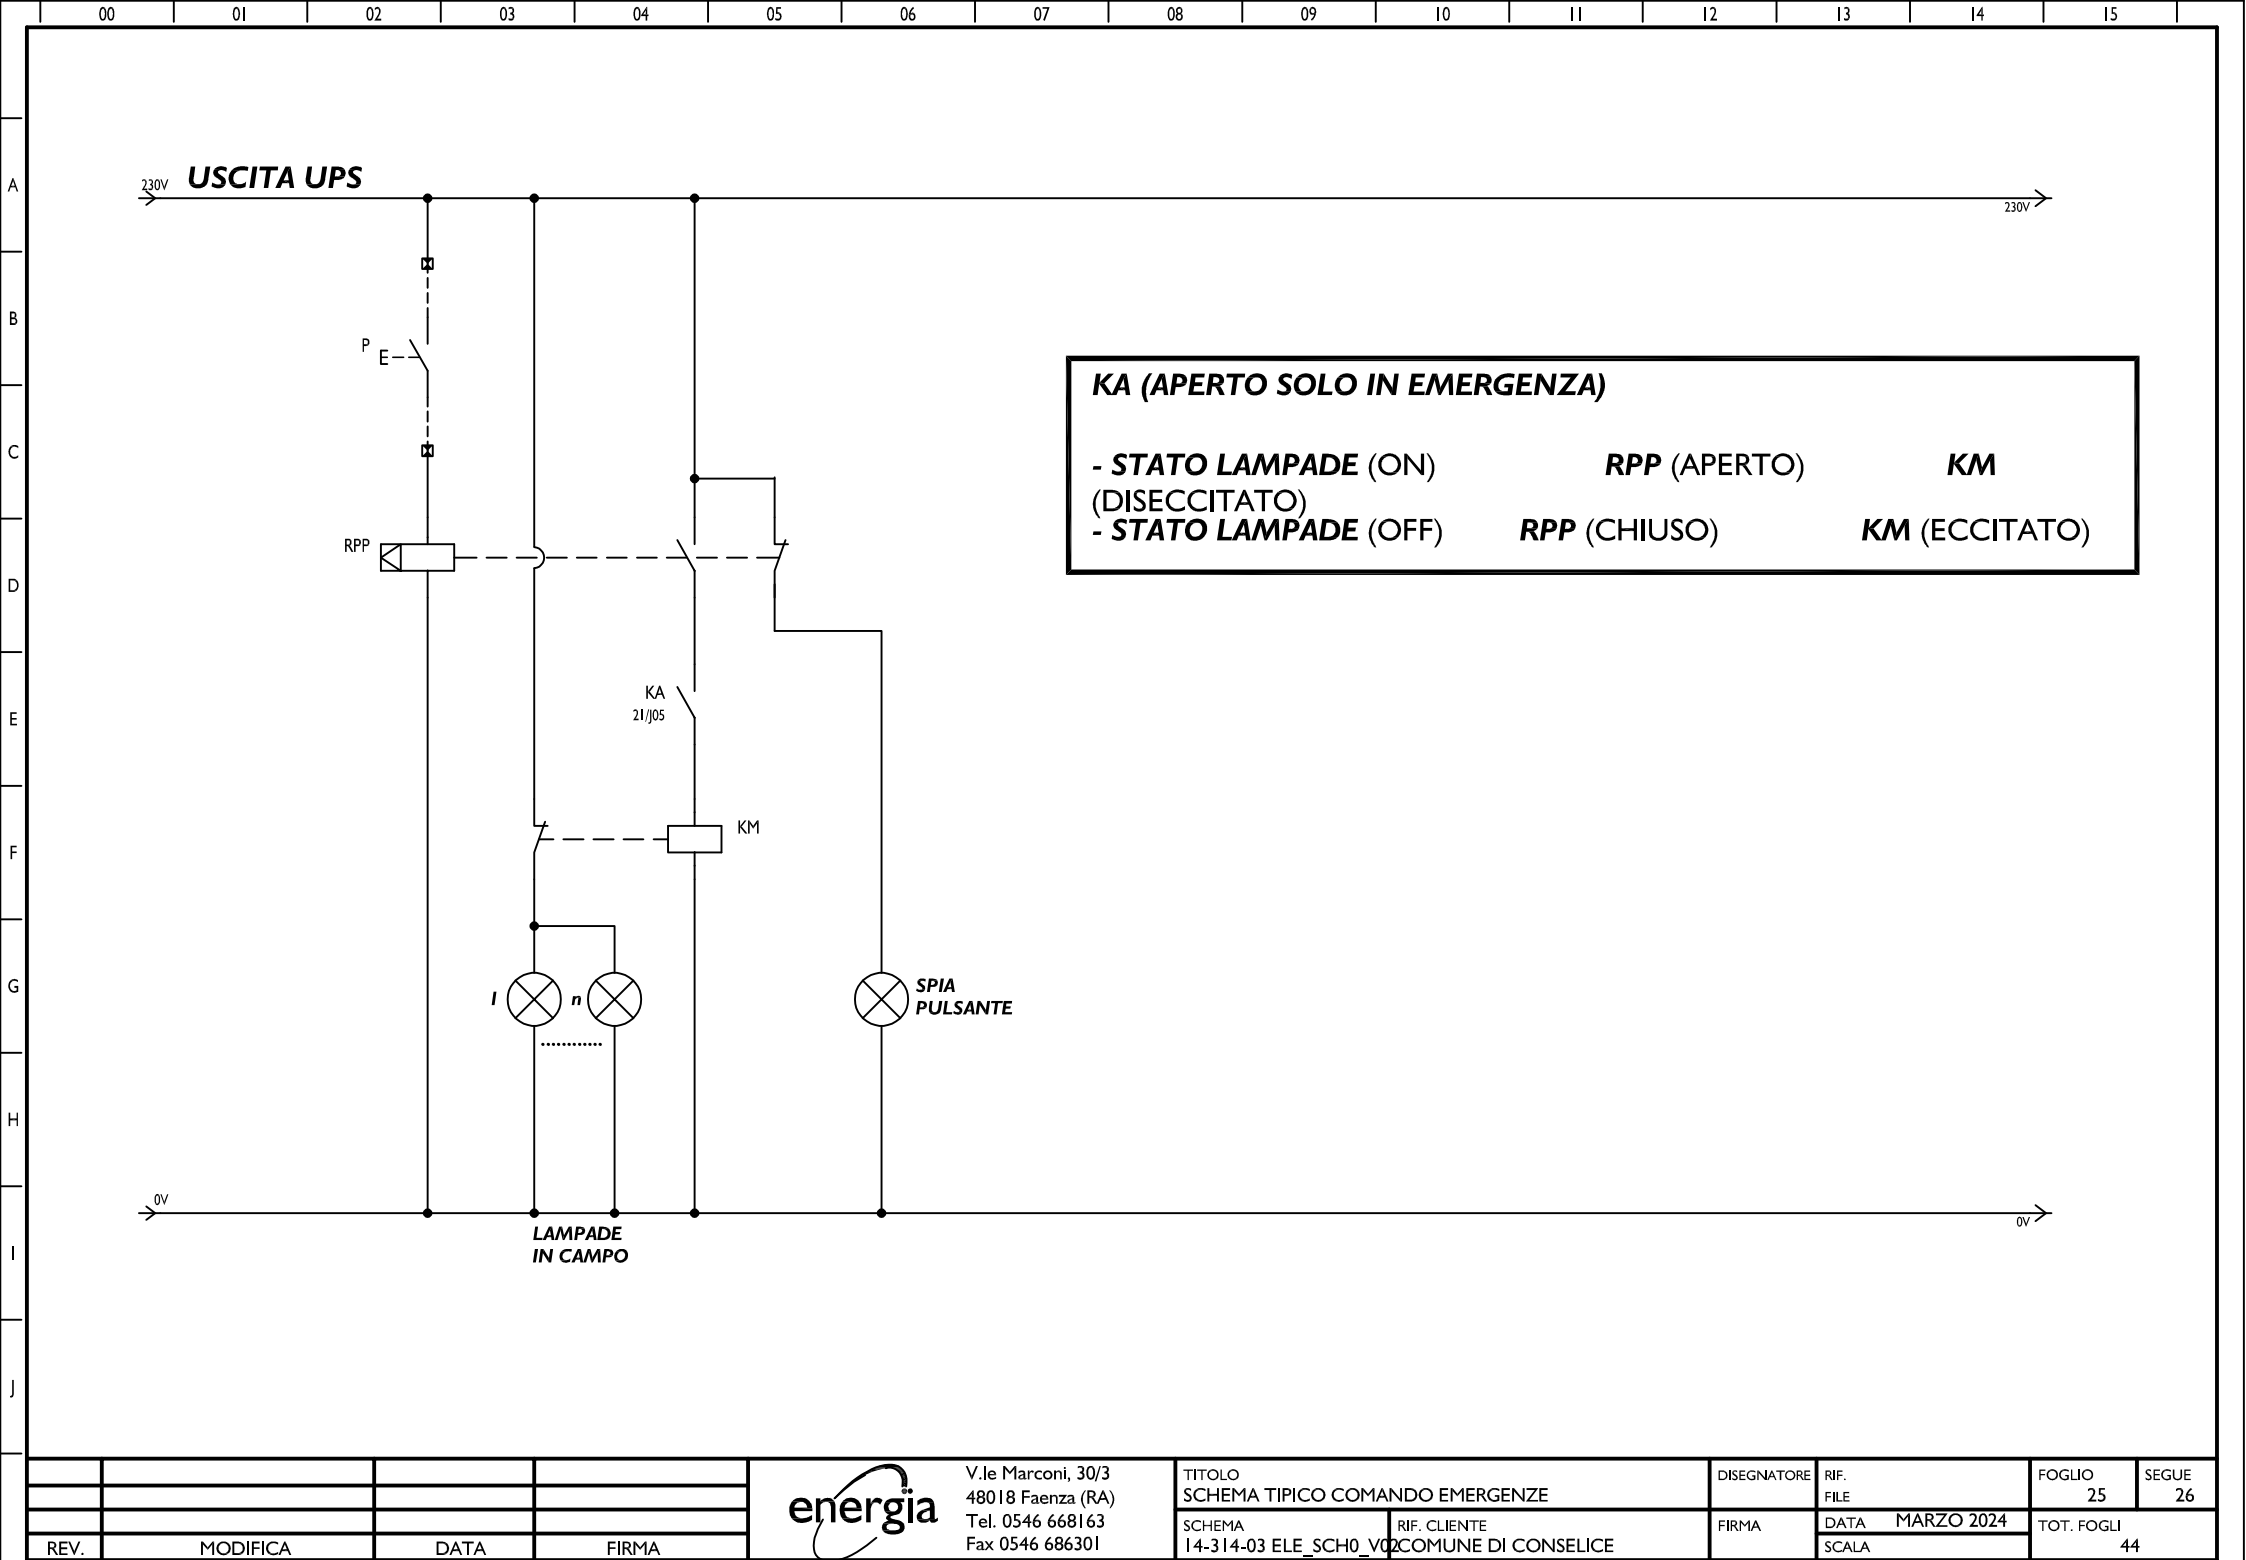 00 01 02 03 04 05 06 07 08 09 10 11 12 13 14 15
A
B
C
D
E
F
G
H
I
J
230V
USCITA UPS
230V
P
E
RPP
KA
21/J05
KM
1
n
SPIA
PULSANTE
0V
0V
LAMPADE
IN CAMPO
KA (APERTO SOLO IN EMERGENZA)
- STATO LAMPADE (ON) RPP (APERTO) KM
(DISECCITATO)
- STATO LAMPADE (OFF) RPP (CHIUSO) KM (ECCITATO)
REV. MODIFICA DATA FIRMA
energia
V.le Marconi, 30/3
48018 Faenza (RA)
Tel. 0546 668163
Fax 0546 686301
TITOLO
SCHEMA TIPICO COMANDO EMERGENZE
SCHEMA
14-314-03 ELE_SCH0_V02
RIF. CLIENTE
COMUNE DI CONSELICE
DISEGNATORE
FIRMA
RIF.
FILE
DATA MARZO 2024
SCALA
FOGLIO
25
SEGUE
26
TOT. FOGLI
44